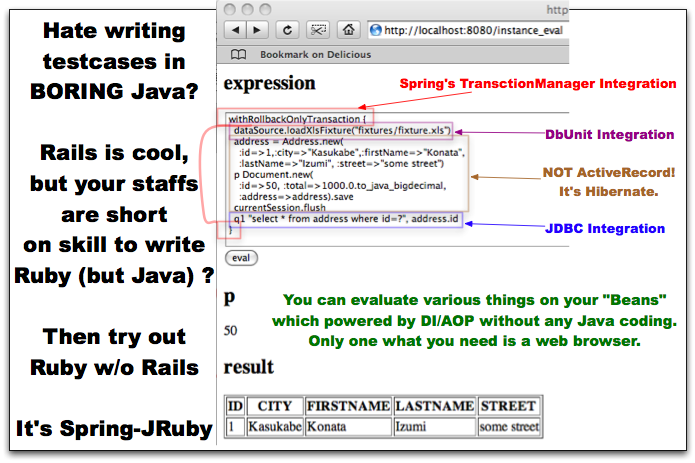 Hate writing
testcases in
BORING Java?
Rails is cool,
but your staffs
are short
on skill to write
Ruby (but Java) ?
Then try out
Ruby w/o Rails
It's Spring-JRuby
http://localhost:8080/instance_eval
Bookmark on Delicious
expression
Spring's TransctionManager Integration
withRollbackOnlyTransaction {
dataSource.loadXlsFixture("fixtures/fixture.xls")
DbUnit Integration
address = Address.new(
:id=>1,:city=>"Kasukabe",:firstName=>"Konata",
:lastName=>"Izumi", :street=>"some street")
p Document.new(
:id=>50, :total=>1000.0.to_java_bigdecimal,
:address=>address).save
currentSession.flush
NOT ActiveRecord!
It's Hibernate.
q1 "select * from address where id=?", address.id
}
JDBC Integration
eval
p
50
You can evaluate various things on your "Beans"
which powered by DI/AOP without any Java coding.
Only one what you need is a web browser.
result
ID CITY FIRSTNAME LASTNAME STREET
1 Kasukabe Konata Izumi some street